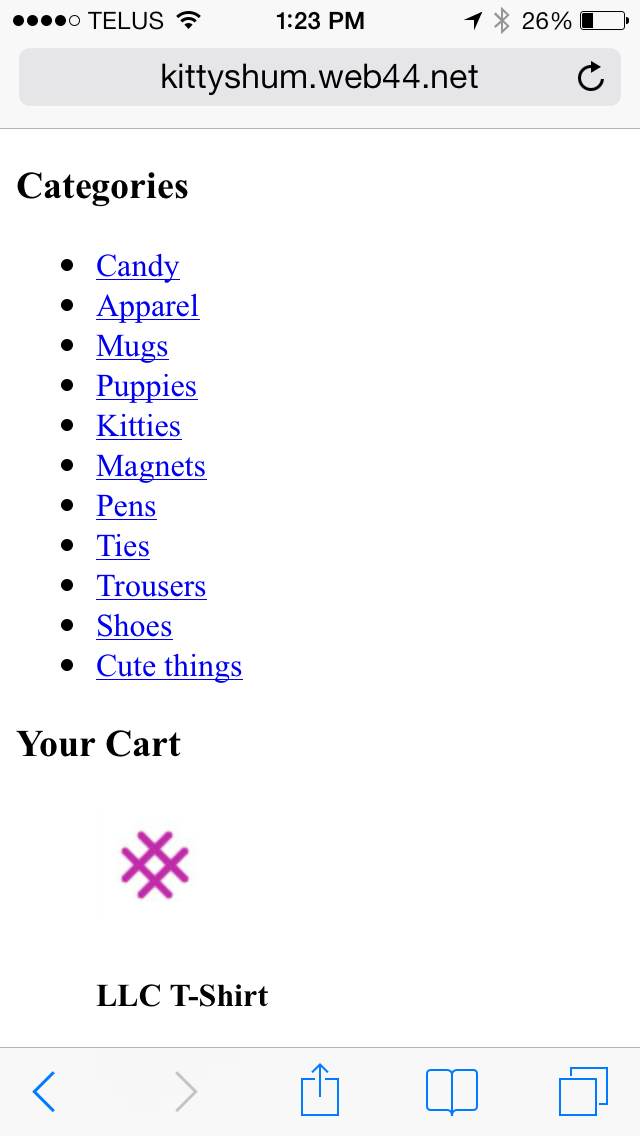 TELUS 1:23 PM 26%
kittyshum.web44.net
Categories
Candy
Apparel
Mugs
Puppies
Kitties
Magnets
Pens
Ties
Trousers
Shoes
Cute things
Your Cart
LLC T-Shirt